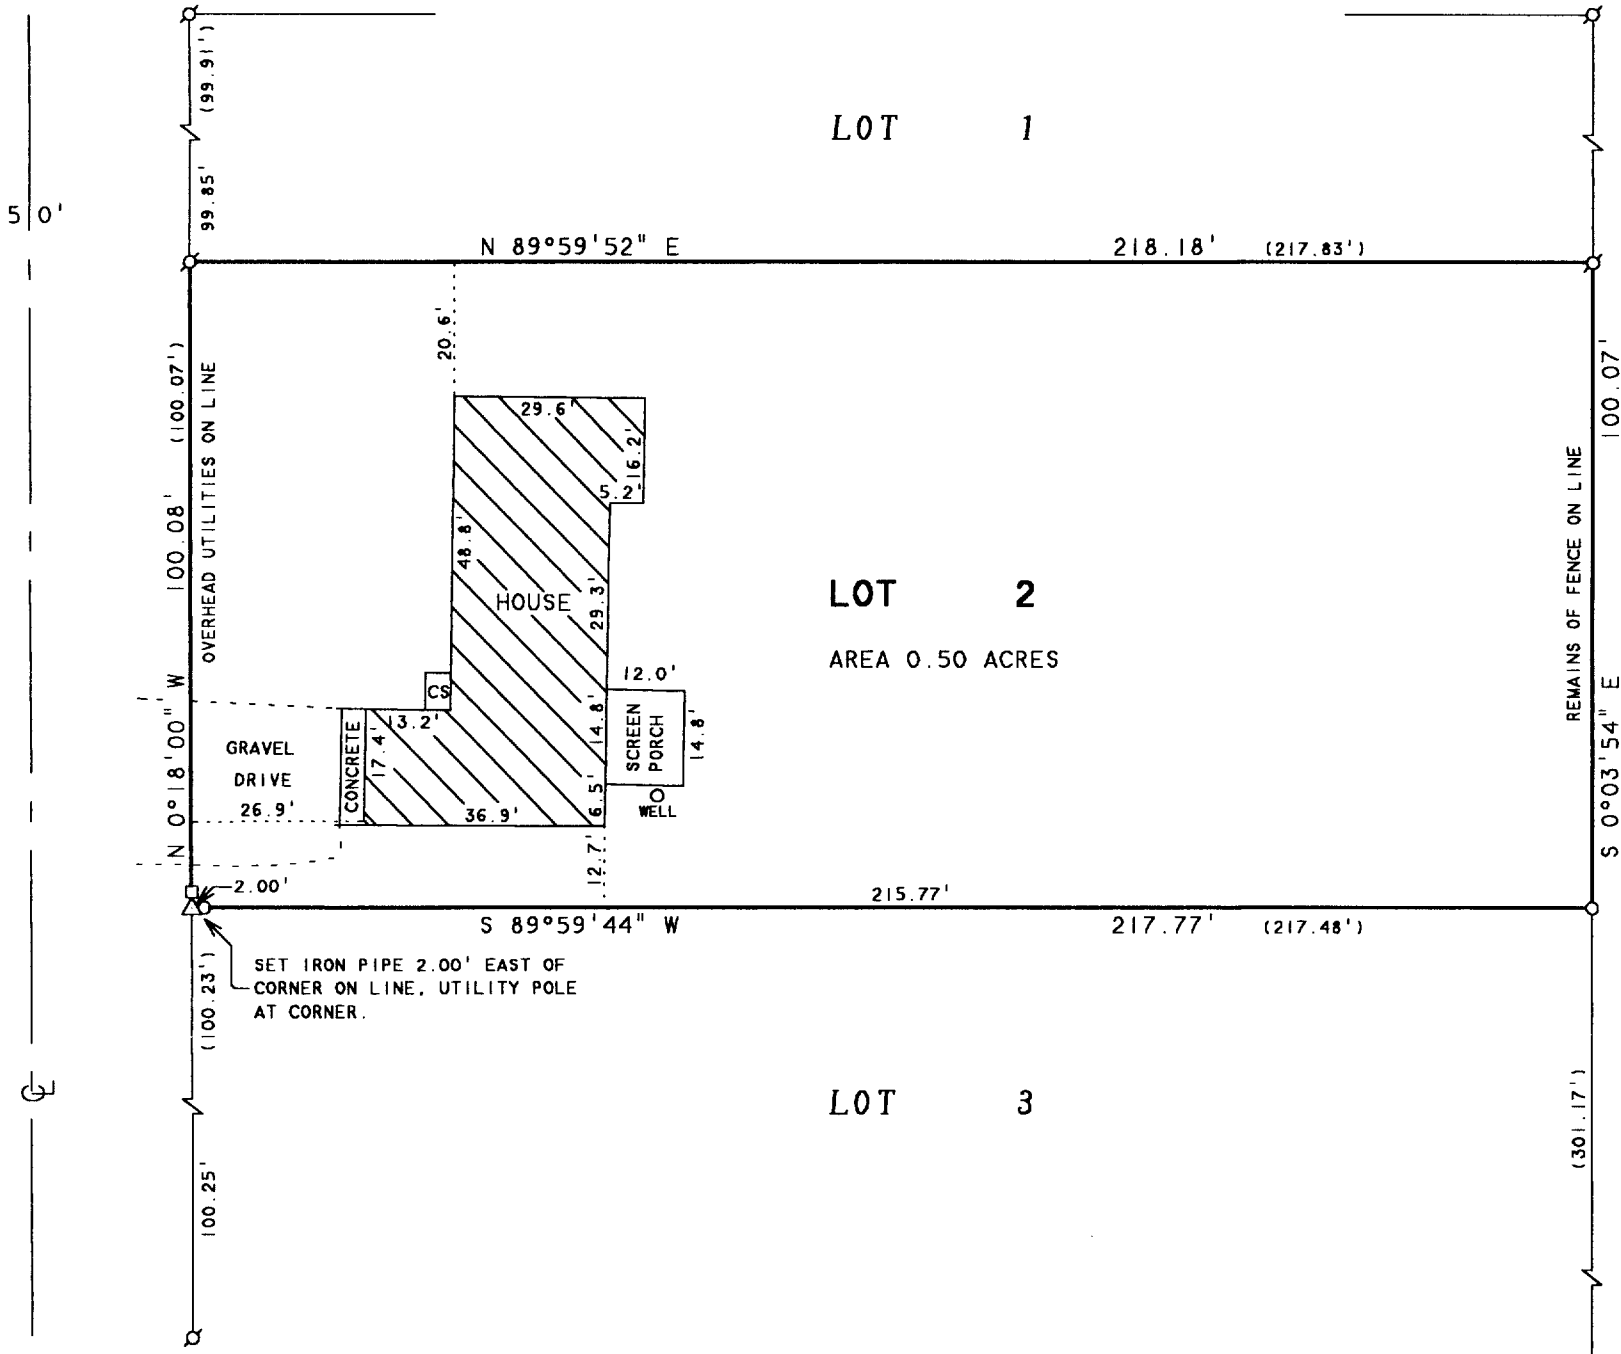 (99.91')
LOT 1
99.85'
50'
N 89°59'52" E 218.18' (217.83')
20.6'
(100.07')
100.08'
N 0°18'00" W
OVERHEAD UTILITIES ON LINE
29.6'
16.2'
5.2'
48.8'
29.3'
HOUSE
LOT 2
AREA 0.50 ACRES
REMAINS OF FENCE ON LINE
100.07'
S 0°03'54" E
CS
12.0'
13.2'
17.4'
14.8'
SCREEN
PORCH
14.8'
GRAVEL
DRIVE
26.9'
CONCRETE
36.9'
6.5'
WELL
12.7'
2.00'
215.77'
S 89°59'44" W 217.77' (217.48')
SET IRON PIPE 2.00' EAST OF
CORNER ON LINE, UTILITY POLE
AT CORNER.
(100.23')
LOT 3
(301.17')
100.25'